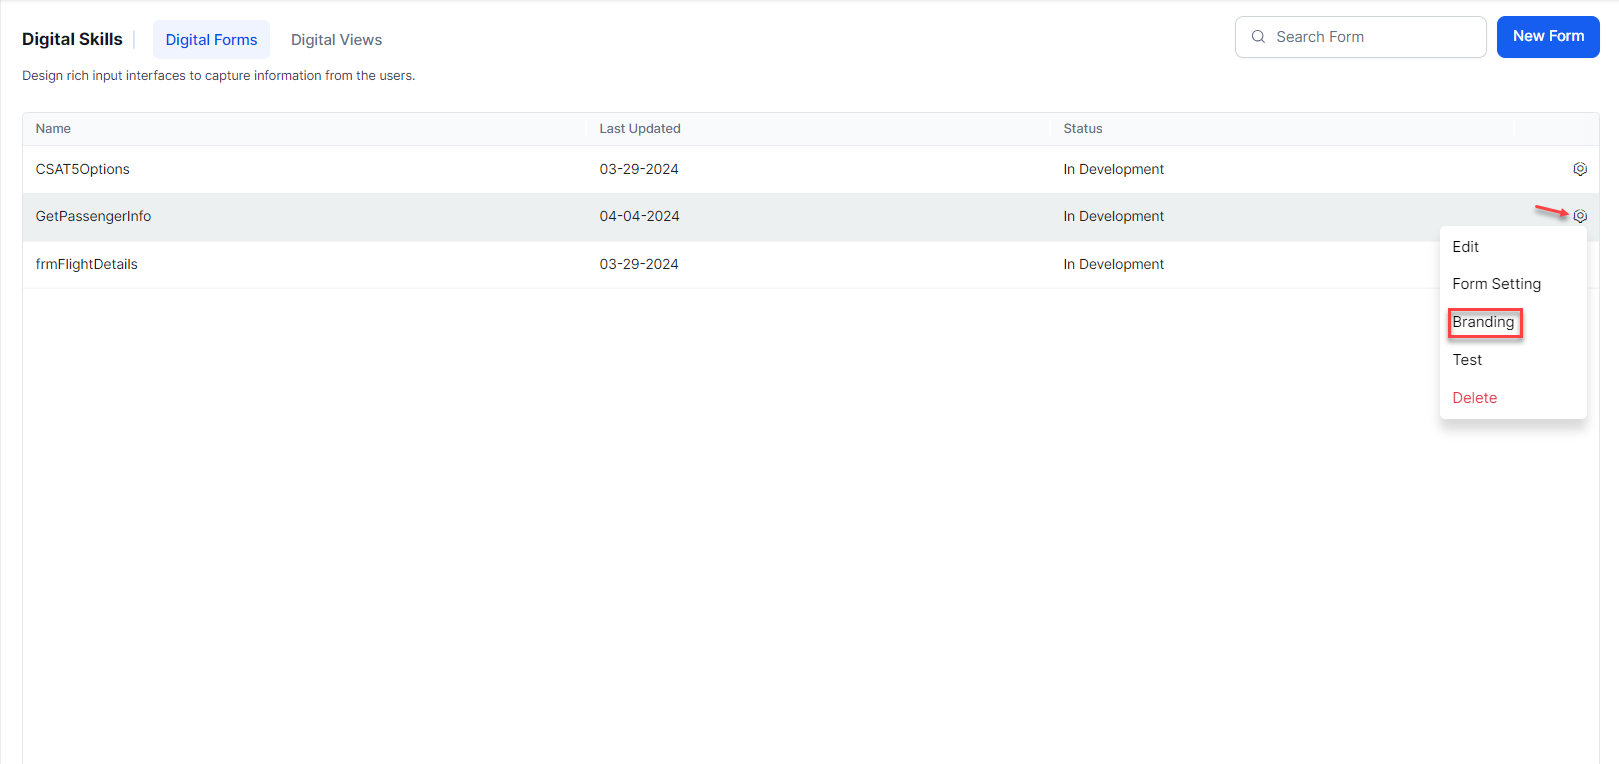 Digital Skills Digital Forms Digital Views Search Form New Form
Design rich input interfaces to capture information from the users.
Name Last Updated Status
CSAT5Options 03-29-2024 In Development
GetPassengerInfo 04-04-2024 In Development
frmFlightDetails 03-29-2024 In Development
Edit
Form Setting
Branding
Test
Delete